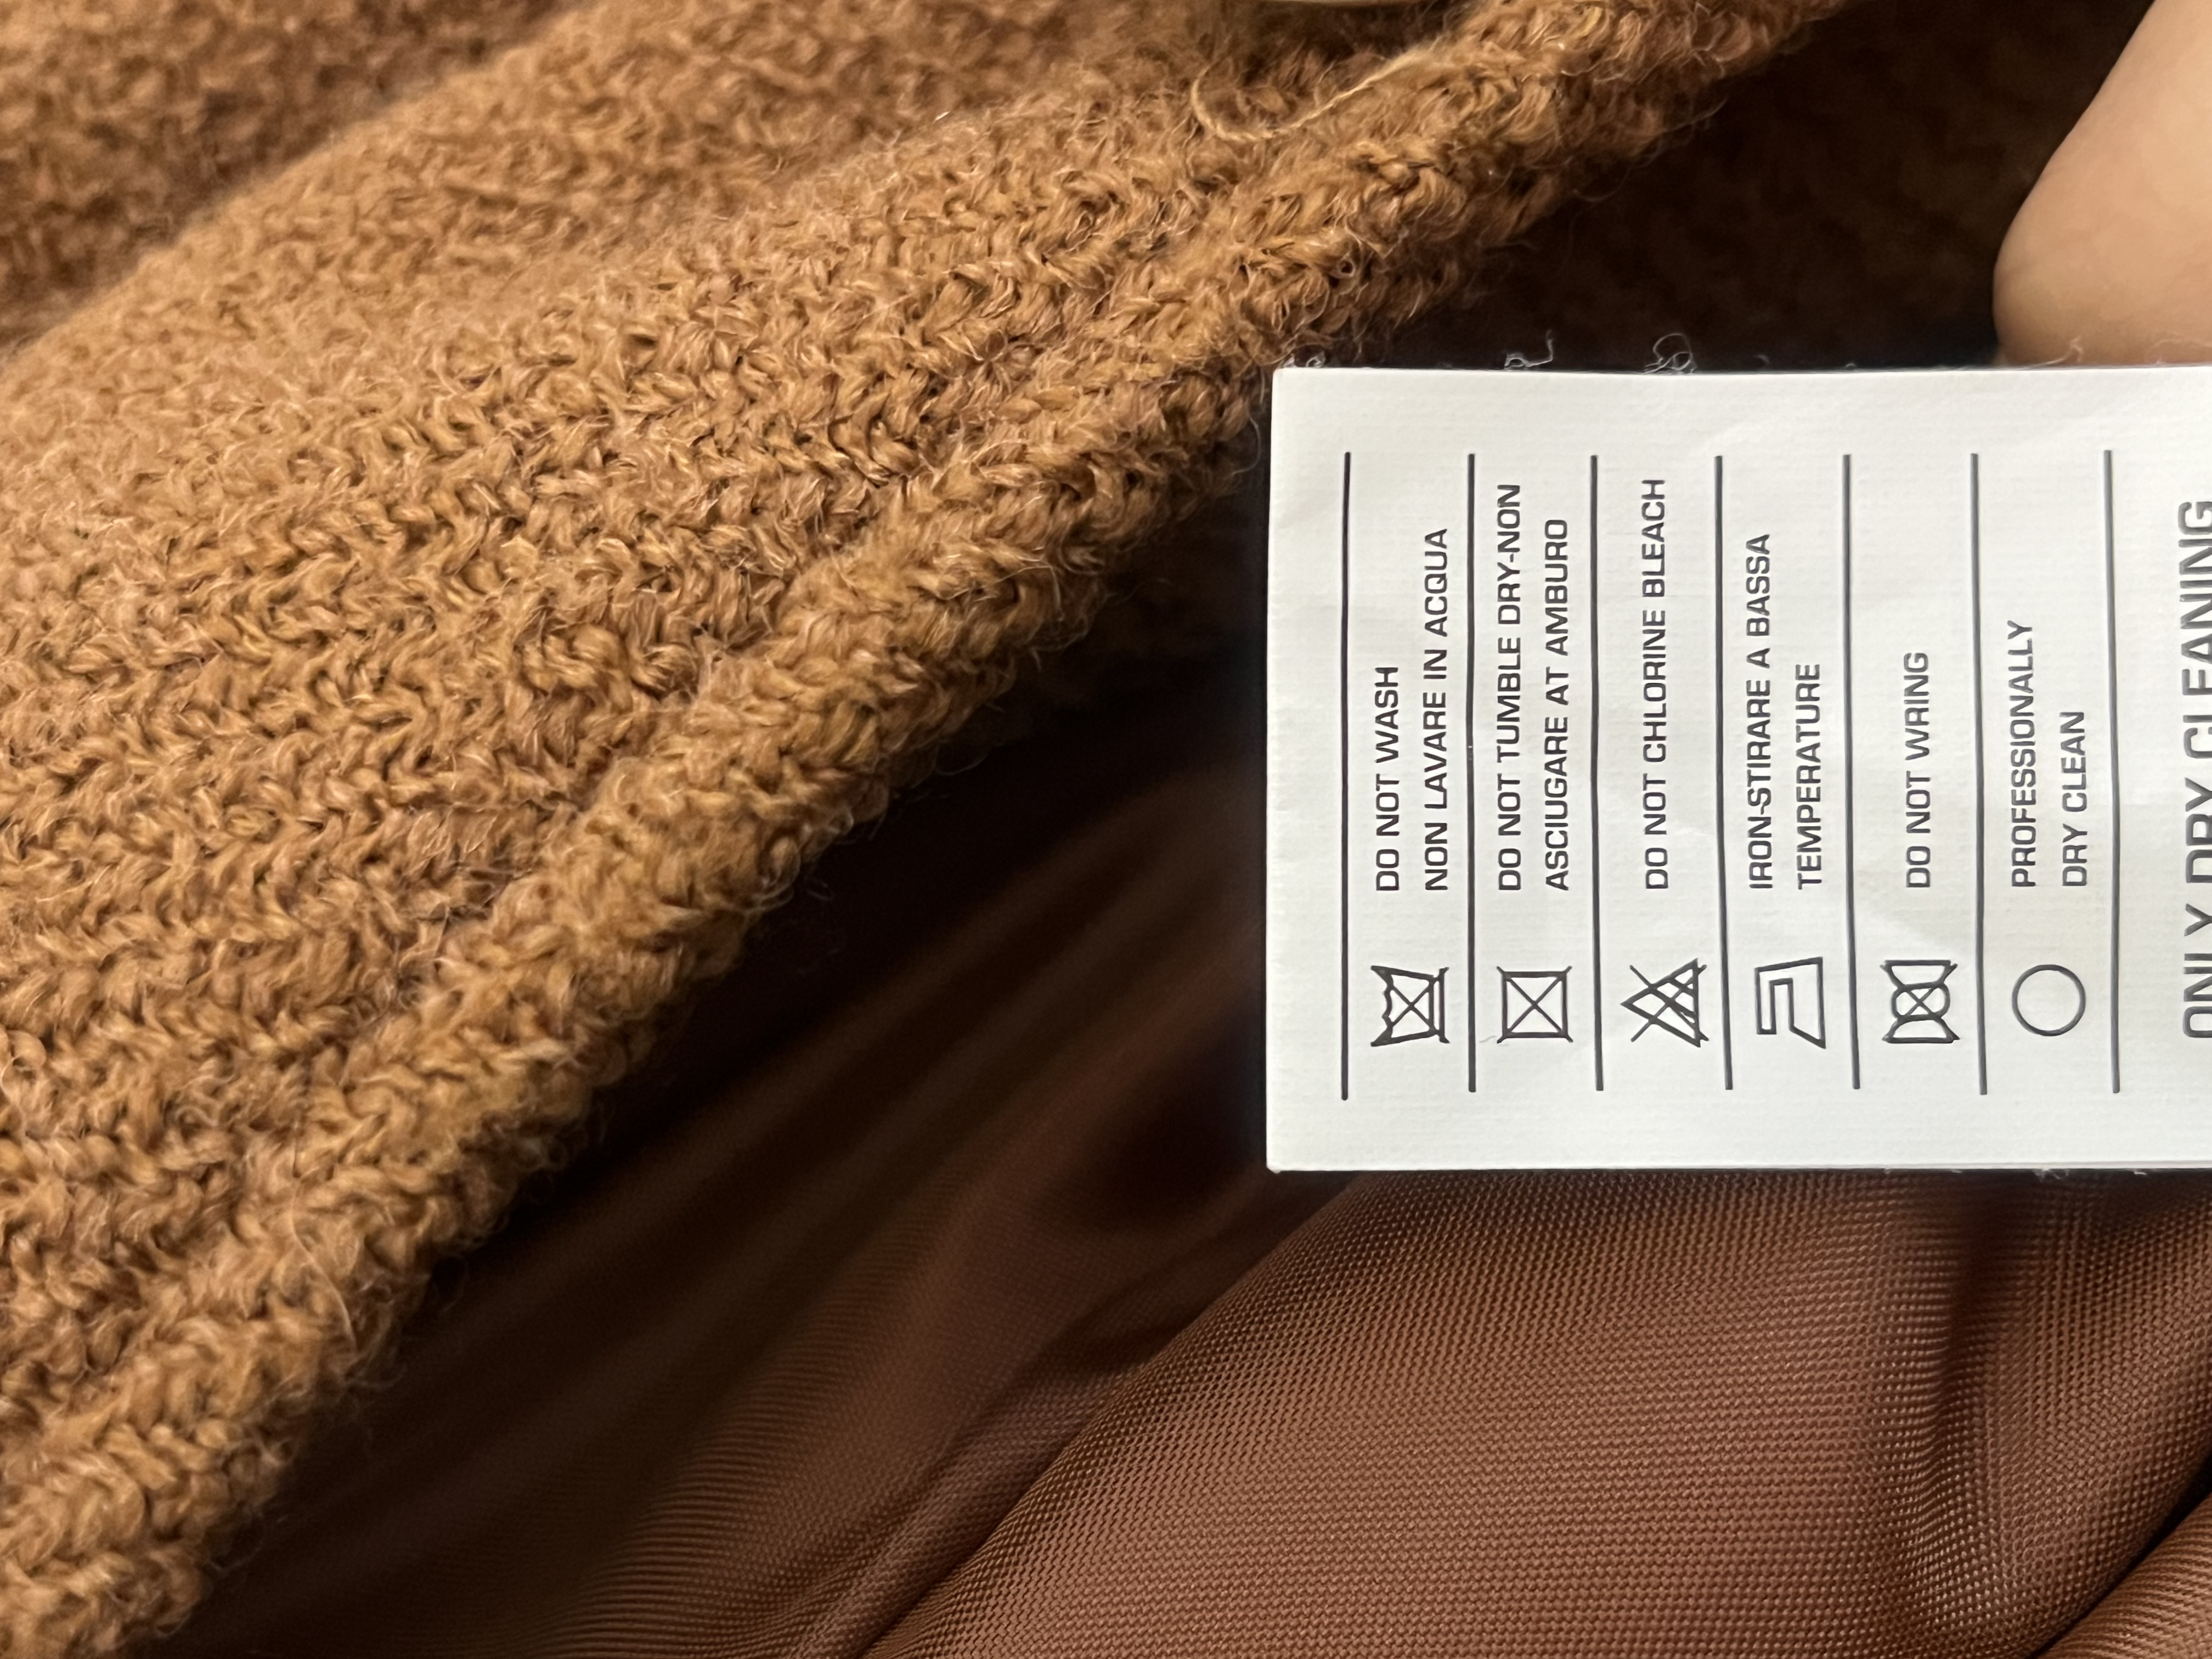 DO NOT WASH
NON LAVARE IN ACQUA
DO NOT TUMBLE DRY-NON
ASCIUGARE AT AMBURO
DO NOT CHLORINE BLEACH
IRON-STIRARE A BASSA
TEMPERATURE
DO NOT WRING
PROFESSIONALLY
DRY CLEAN
ONLY DRY CLEANING